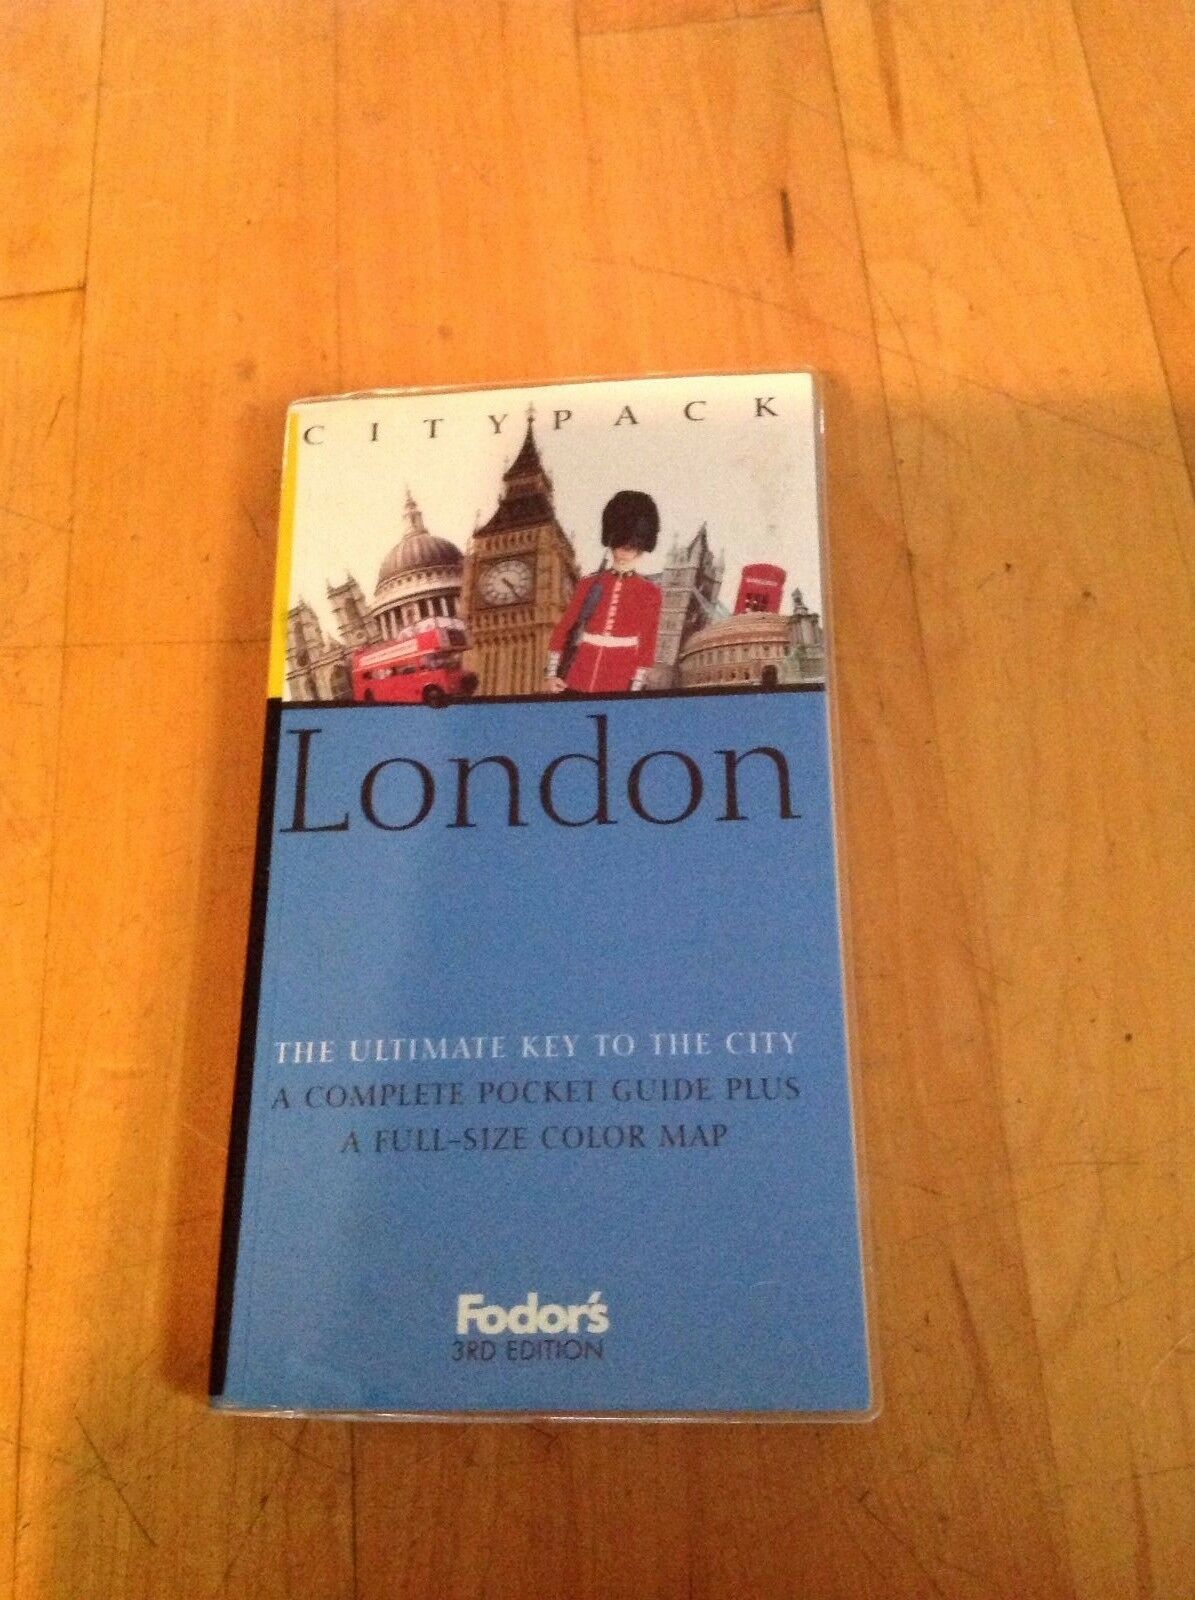 CITYPACK
London
THE ULTIMATE KEY TO THE CITY
A COMPLETE POCKET GUIDE PLUS
A FULL-SIZE COLOR MAP
Fodor's
3RD EDITION